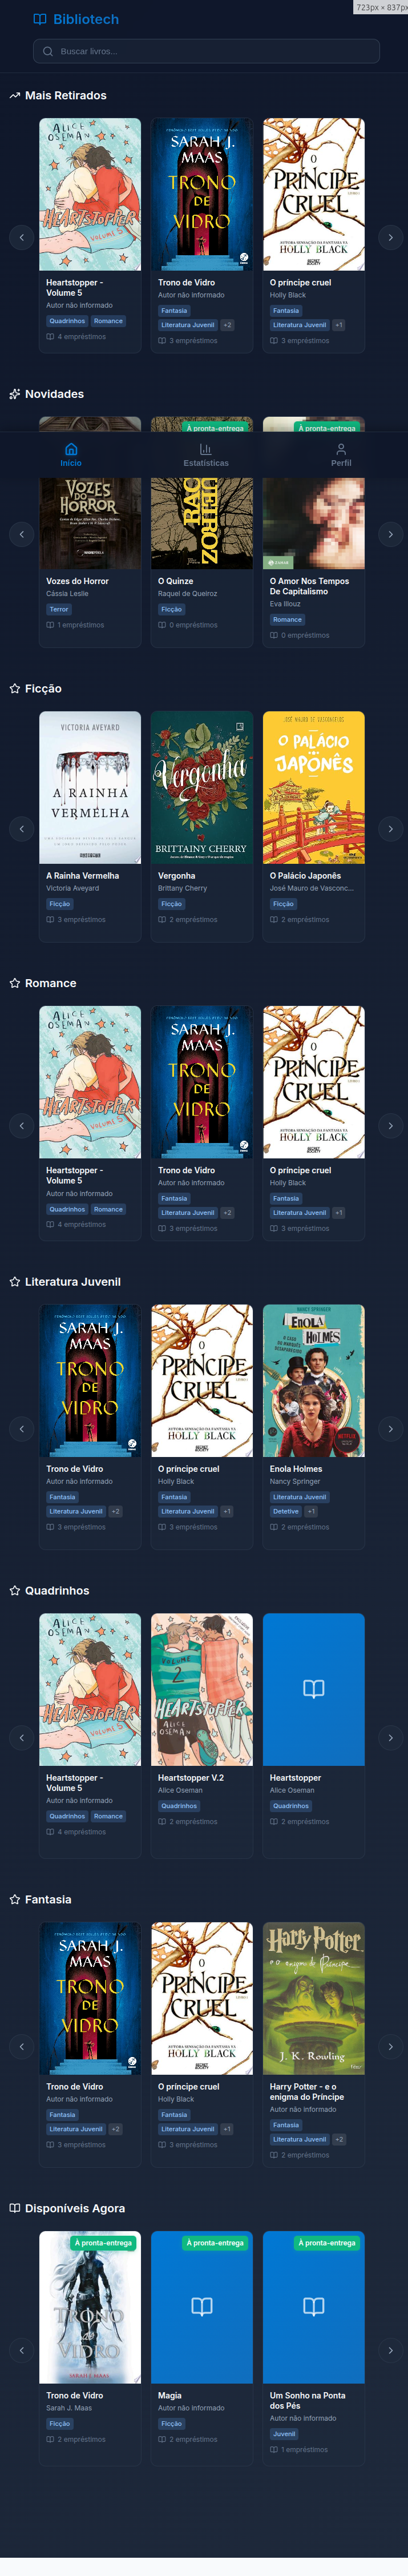 723px × 837px
Bibliotech
Buscar livros...
Mais Retirados
ALICE
OSEMAN
HEARTSTOPPER
VOLUME 5
SARAH J.
MAAS
TRONO
DE
VIDRO
O
PRÍNCIPE
CRUEL
HOLLY BLACK
Heartstopper -
Volume 5
Autor não informado
Quadrinhos Romance
4 empréstimos
Trono de Vidro
Autor não informado
Fantasia
Literatura Juvenil +2
3 empréstimos
O príncipe cruel
Holly Black
Fantasia
Literatura Juvenil +1
3 empréstimos
Novidades
À pronta-entrega
À pronta-entrega
Início
Estatísticas
Perfil
VOZES DO
HORROR
Vozes do Horror
Cássia Leslie
Terror
1 empréstimos
O Quinze
Raquel de Queiroz
Ficção
0 empréstimos
O Amor Nos Tempos
De Capitalismo
Eva Illouz
Romance
0 empréstimos
Ficção
VICTORIA AVEYARD
A RAINHA
VERMELHA
Vergonha
BRITTAINY CHERRY
JOSÉ MAURO DE VASCONCELOS
O PALÁCIO
JAPONÊS
A Rainha Vermelha
Victoria Aveyard
Ficção
3 empréstimos
Vergonha
Brittany Cherry
Ficção
2 empréstimos
O Palácio Japonês
José Mauro de Vasconc...
Ficção
2 empréstimos
Romance
ALICE
OSEMAN
HEARTSTOPPER
VOLUME 5
SARAH J.
MAAS
TRONO
DE
VIDRO
O
PRÍNCIPE
CRUEL
HOLLY BLACK
Heartstopper -
Volume 5
Autor não informado
Quadrinhos Romance
4 empréstimos
Trono de Vidro
Autor não informado
Fantasia
Literatura Juvenil +2
3 empréstimos
O príncipe cruel
Holly Black
Fantasia
Literatura Juvenil +1
3 empréstimos
Literatura Juvenil
SARAH J.
MAAS
TRONO
DE
VIDRO
O
PRÍNCIPE
CRUEL
HOLLY BLACK
NANCY SPRINGER
ENOLA
HOLMES
NETFLIX
Trono de Vidro
Autor não informado
Fantasia
Literatura Juvenil +2
3 empréstimos
O príncipe cruel
Holly Black
Fantasia
Literatura Juvenil +1
3 empréstimos
Enola Holmes
Nancy Springer
Literatura Juvenil
Detetive +1
2 empréstimos
Quadrinhos
ALICE
OSEMAN
HEARTSTOPPER
VOLUME 5
VOLUME
2
HEARTSTOPPER
ALICE
OSEMAN
Heartstopper -
Volume 5
Autor não informado
Quadrinhos Romance
4 empréstimos
Heartstopper V.2
Alice Oseman
Quadrinhos
2 empréstimos
Heartstopper
Alice Oseman
Quadrinhos
2 empréstimos
Fantasia
SARAH J.
MAAS
TRONO
DE
VIDRO
O
PRÍNCIPE
CRUEL
HOLLY BLACK
Harry Potter
e o enigma do Príncipe
J. K. Rowling
Trono de Vidro
Autor não informado
Fantasia
Literatura Juvenil +2
3 empréstimos
O príncipe cruel
Holly Black
Fantasia
Literatura Juvenil +1
3 empréstimos
Harry Potter - e o
enigma do Príncipe
Autor não informado
Fantasia
Literatura Juvenil +2
2 empréstimos
Disponíveis Agora
À pronta-entrega
À pronta-entrega
À pronta-entrega
TRONO
de
VIDRO
SARAH J. MAAS
Trono de Vidro
Sarah J. Maas
Ficção
2 empréstimos
Magia
Autor não informado
Ficção
2 empréstimos
Um Sonho na Ponta
dos Pés
Autor não informado
Juvenil
1 empréstimos